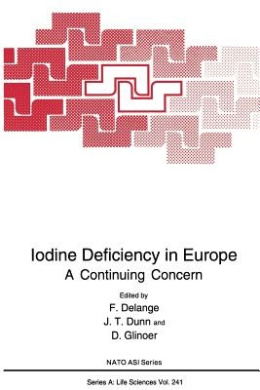 Iodine Deficiency in Europe
A Continuing Concern
Edited by
F. Delange
J. T. Dunn and
D. Glinoer
NATO ASI Series
Series A: Life Sciences Vol. 241